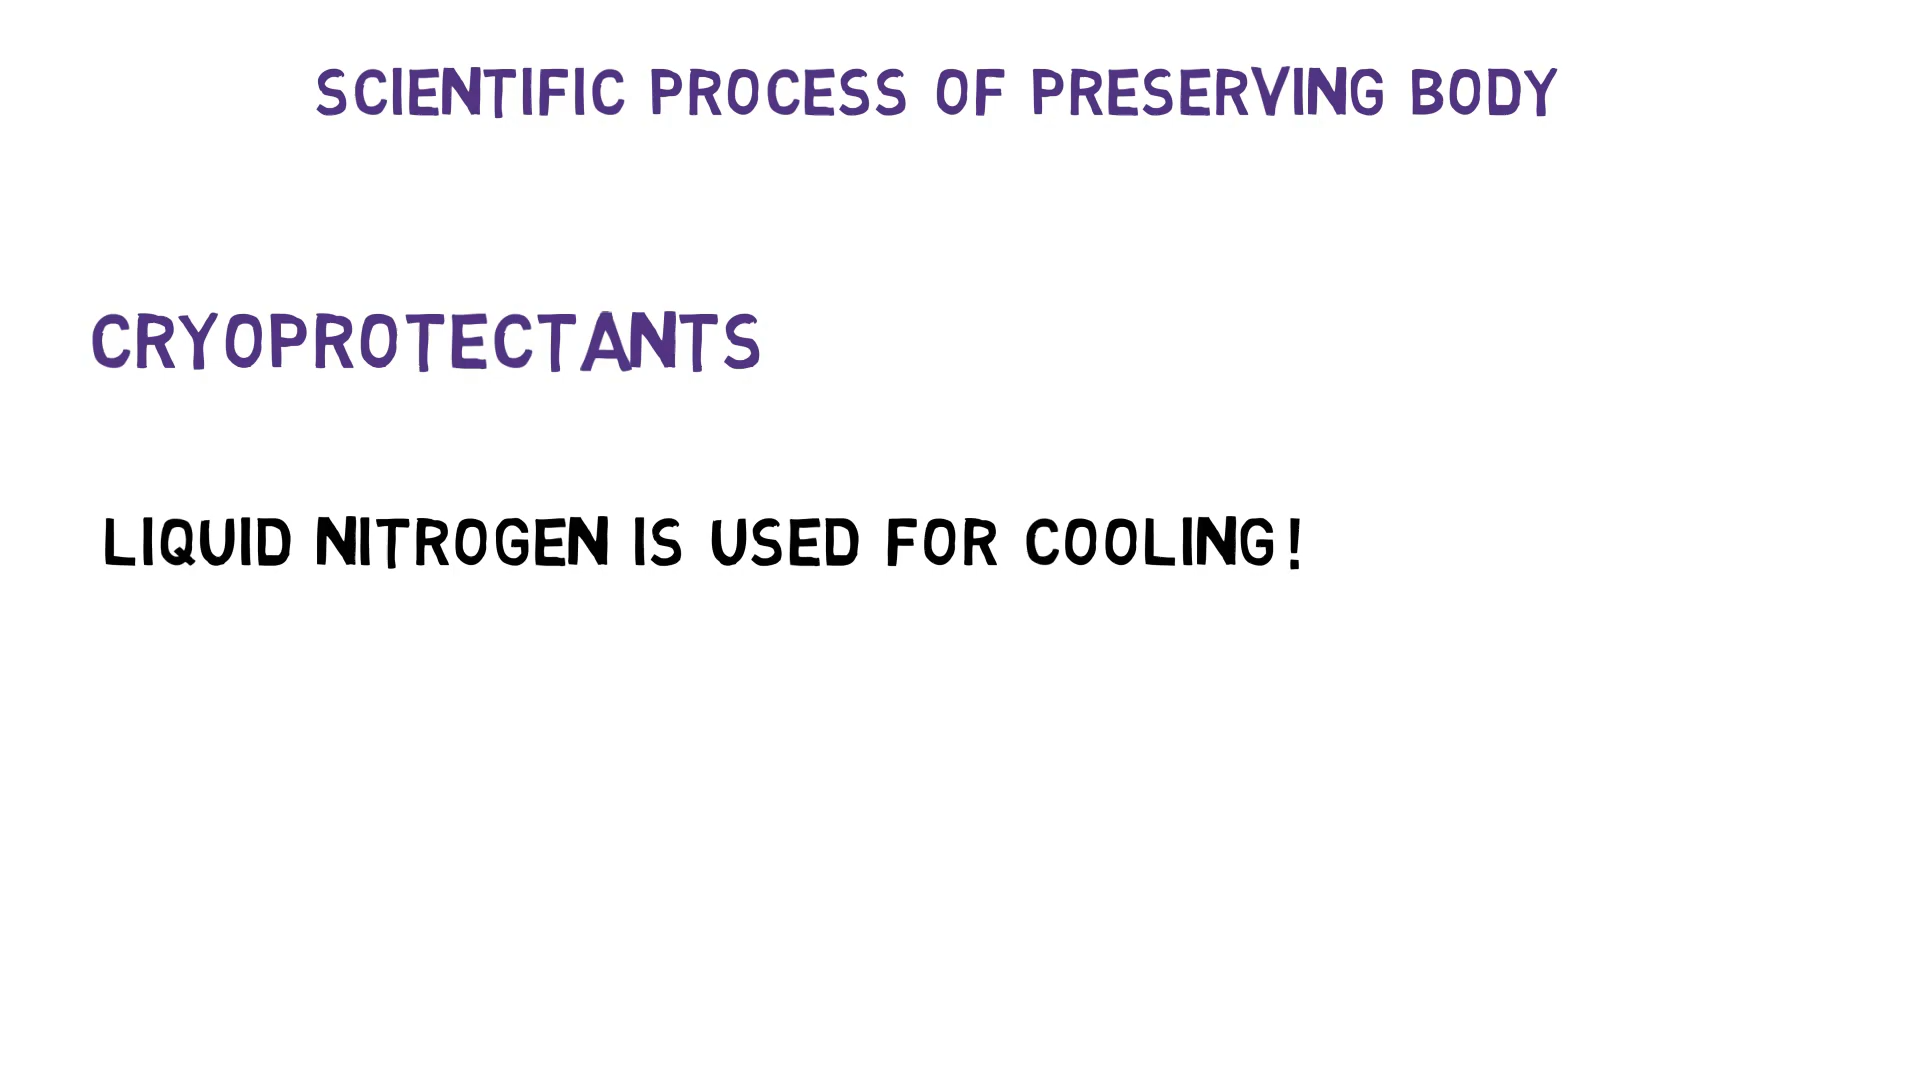 SCIENTIFIC PROCESS OF PRESERVING BODY
CRYOPROTECTANTS
LIQUID NITROGEN IS USED FOR COOLING!